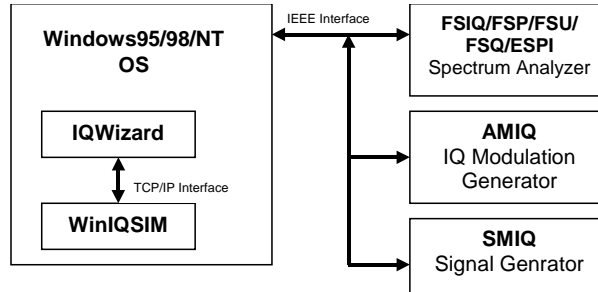 Windows95/98/NT
OS
IQWizard
TCP/IP Interface
WinIQSIM
IEEE Interface
FSIQ/FSP/FSU/
FSQ/ESPI
Spectrum Analyzer
AMIQ
IQ Modulation
Generator
SMIQ
Signal Genrator